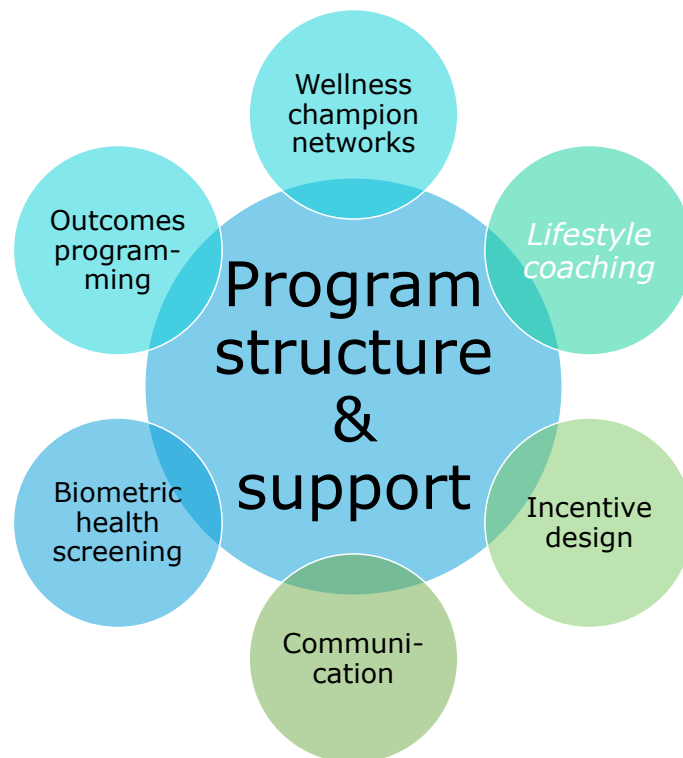 Wellness
champion
networks
Lifestyle
coaching
Incentive
design
Communi-
cation
Biometric
health
screening
Outcomes
program-
ming
Program
structure
&
support